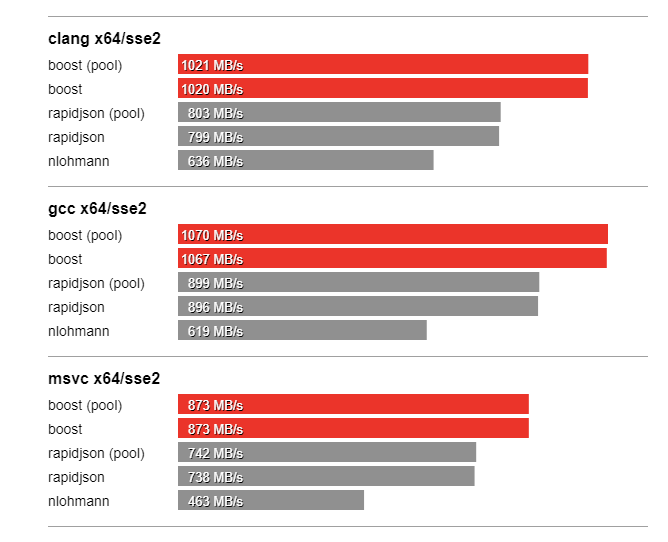 clang x64/sse2
boost (pool) 1021 MB/s
boost 1020 MB/s
rapidjson (pool) 803 MB/s
rapidjson 799 MB/s
nlohmann 636 MB/s
gcc x64/sse2
boost (pool) 1070 MB/s
boost 1067 MB/s
rapidjson (pool) 899 MB/s
rapidjson 896 MB/s
nlohmann 619 MB/s
msvc x64/sse2
boost (pool) 873 MB/s
boost 873 MB/s
rapidjson (pool) 742 MB/s
rapidjson 738 MB/s
nlohmann 463 MB/s